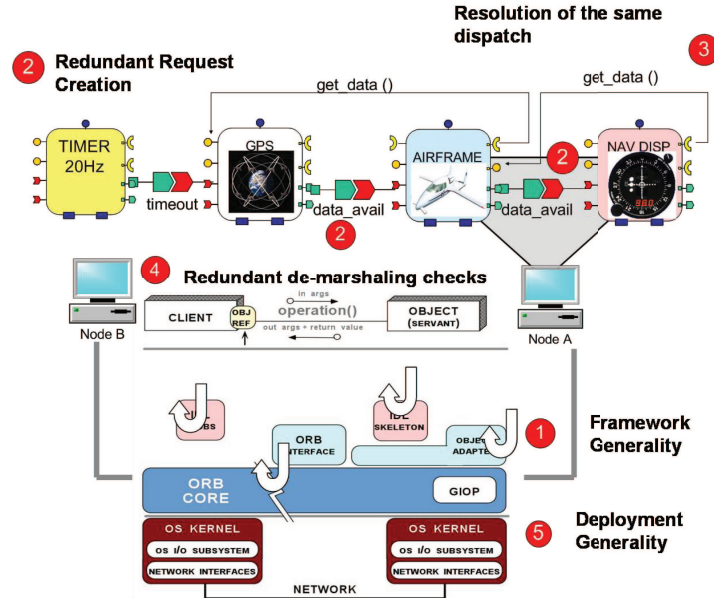 Resolution of the same
dispatch
3
2
Redundant Request
Creation
get_data ()
get_data ()
TIMER
20Hz
GPS
AIRFRAME
2
NAV DISP
timeout
data_avail
data_avail
2
4
Redundant de-marshaling checks
Node B
Node A
in args
operation()
out args + return value
CLIENT
OBJ
REF
OBJECT
(SERVANT)
IDL
SKELETON
ORB
INTERFACE
OBJECT
ADAPTER
1
Framework
Generality
ORB
CORE
GIOP
OS KERNEL
OS I/O SUBSYSTEM
NETWORK INTERFACES
OS KERNEL
OS I/O SUBSYSTEM
NETWORK INTERFACES
5
Deployment
Generality
NETWORK